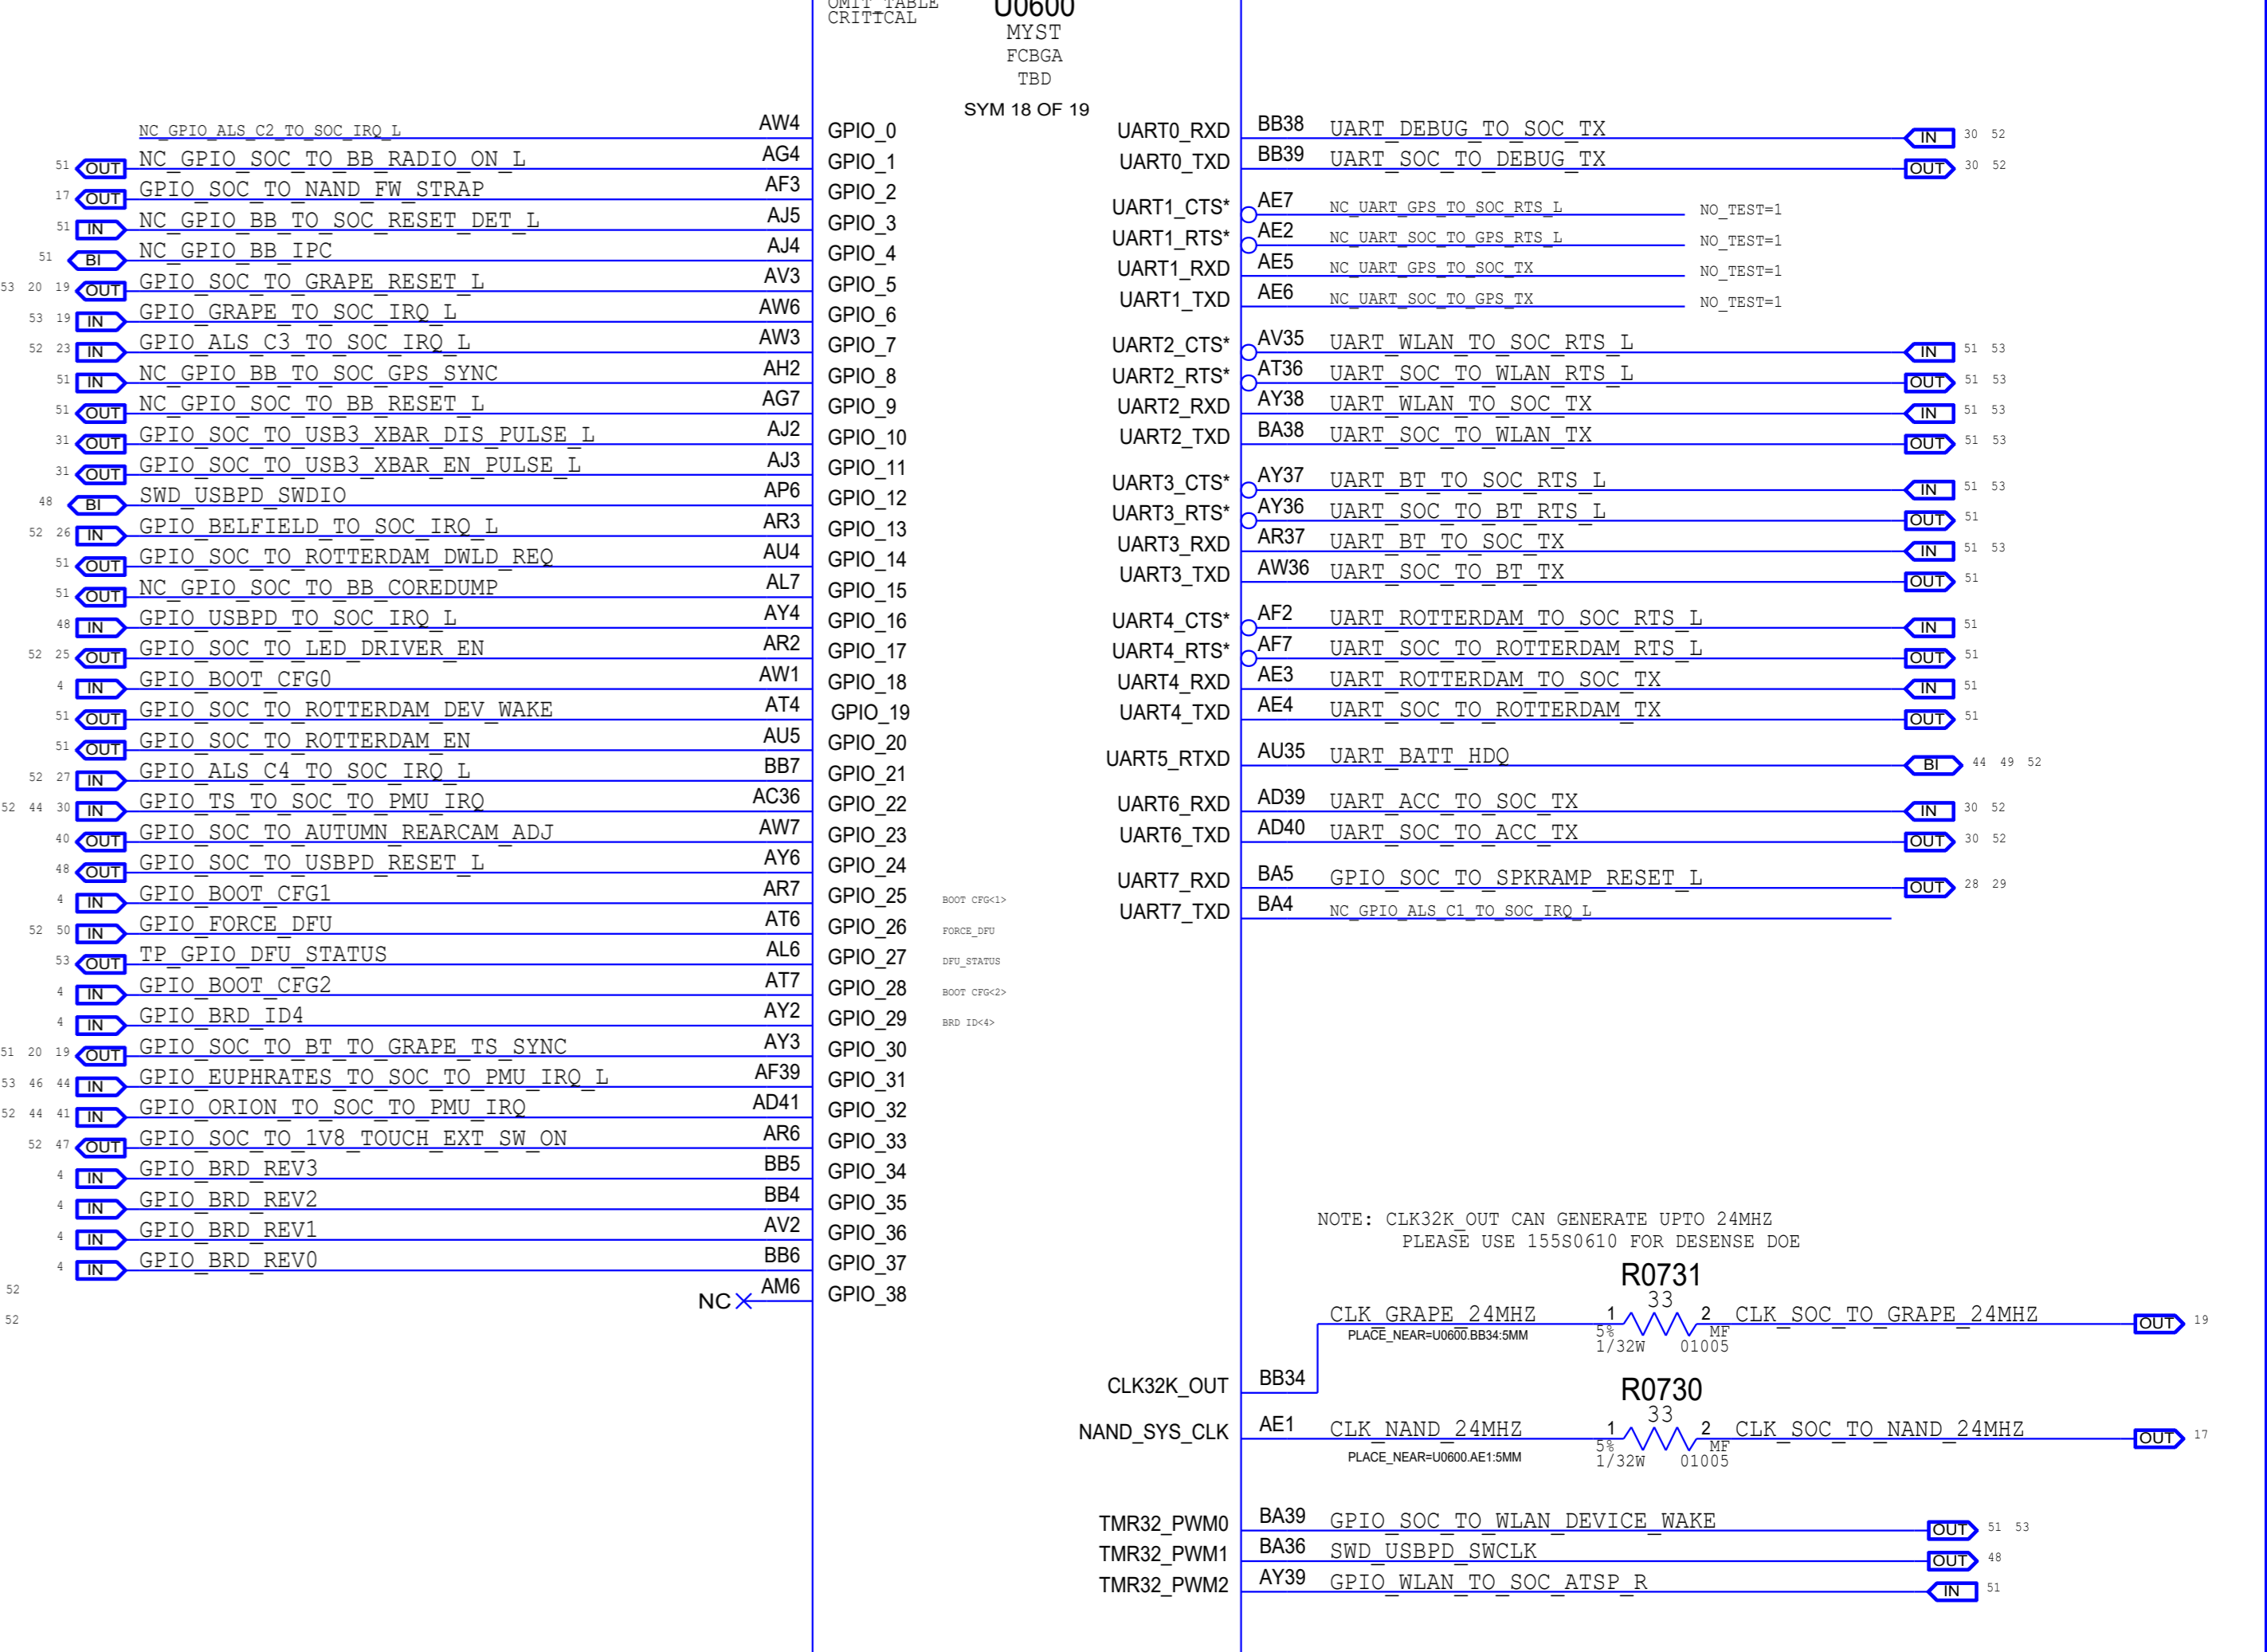 OMIT_TABLE
CRITICAL
U0600
MYST
FCBGA
TBD
SYM 18 OF 19
NC_GPIO_ALS_C2_TO_SOC_IRQ_L AW4 GPIO_0
51 OUT NC_GPIO_SOC_TO_BB_RADIO_ON_L AG4 GPIO_1
17 OUT GPIO_SOC_TO_NAND_FW_STRAP AF3 GPIO_2
51 IN NC_GPIO_BB_TO_SOC_RESET_DET_L AJ5 GPIO_3
51 BI NC_GPIO_BB_IPC AJ4 GPIO_4
53 20 19 OUT GPIO_SOC_TO_GRAPE_RESET_L AV3 GPIO_5
53 19 IN GPIO_GRAPE_TO_SOC_IRQ_L AW6 GPIO_6
52 23 IN GPIO_ALS_C3_TO_SOC_IRQ_L AW3 GPIO_7
51 IN NC_GPIO_BB_TO_SOC_GPS_SYNC AH2 GPIO_8
51 OUT NC_GPIO_SOC_TO_BB_RESET_L AG7 GPIO_9
31 OUT GPIO_SOC_TO_USB3_XBAR_DIS_PULSE_L AJ2 GPIO_10
31 OUT GPIO_SOC_TO_USB3_XBAR_EN_PULSE_L AJ3 GPIO_11
48 BI SWD_USBPD_SWDIO AP6 GPIO_12
52 26 IN GPIO_BELFIELD_TO_SOC_IRQ_L AR3 GPIO_13
51 OUT GPIO_SOC_TO_ROTTERDAM_DWLD_REQ AU4 GPIO_14
51 OUT NC_GPIO_SOC_TO_BB_COREDUMP AL7 GPIO_15
48 IN GPIO_USBPD_TO_SOC_IRQ_L AY4 GPIO_16
52 25 OUT GPIO_SOC_TO_LED_DRIVER_EN AR2 GPIO_17
4 IN GPIO_BOOT_CFG0 AW1 GPIO_18
51 OUT GPIO_SOC_TO_ROTTERDAM_DEV_WAKE AT4 GPIO_19
51 OUT GPIO_SOC_TO_ROTTERDAM_EN AU5 GPIO_20
52 27 IN GPIO_ALS_C4_TO_SOC_IRQ_L BB7 GPIO_21
52 44 30 IN GPIO_TS_TO_SOC_TO_PMU_IRQ AC36 GPIO_22
40 OUT GPIO_SOC_TO_AUTUMN_REARCAM_ADJ AW7 GPIO_23
48 OUT GPIO_SOC_TO_USBPD_RESET_L AY6 GPIO_24
4 IN GPIO_BOOT_CFG1 AR7 GPIO_25 BOOT CFG<1>
52 50 IN GPIO_FORCE_DFU AT6 GPIO_26 FORCE_DFU
53 OUT TP_GPIO_DFU_STATUS AL6 GPIO_27 DFU_STATUS
4 IN GPIO_BOOT_CFG2 AT7 GPIO_28 BOOT CFG<2>
4 IN GPIO_BRD_ID4 AY2 GPIO_29 BRD ID<4>
51 20 19 OUT GPIO_SOC_TO_BT_TO_GRAPE_TS_SYNC AY3 GPIO_30
53 46 44 IN GPIO_EUPHRATES_TO_SOC_TO_PMU_IRQ_L AF39 GPIO_31
52 44 41 IN GPIO_ORION_TO_SOC_TO_PMU_IRQ AD41 GPIO_32
52 47 OUT GPIO_SOC_TO_1V8_TOUCH_EXT_SW_ON AR6 GPIO_33
4 IN GPIO_BRD_REV3 BB5 GPIO_34
4 IN GPIO_BRD_REV2 BB4 GPIO_35
4 IN GPIO_BRD_REV1 AV2 GPIO_36
4 IN GPIO_BRD_REV0 BB6 GPIO_37
52
NC AM6 GPIO_38
52
UART0_RXD BB38 UART_DEBUG_TO_SOC_TX IN 30 52
UART0_TXD BB39 UART_SOC_TO_DEBUG_TX OUT 30 52
UART1_CTS* AE7 NC_UART_GPS_TO_SOC_RTS_L NO_TEST=1
UART1_RTS* AE2 NC_UART_SOC_TO_GPS_RTS_L NO_TEST=1
UART1_RXD AE5 NC_UART_GPS_TO_SOC_TX NO_TEST=1
UART1_TXD AE6 NC_UART_SOC_TO_GPS_TX NO_TEST=1
UART2_CTS* AV35 UART_WLAN_TO_SOC_RTS_L IN 51 53
UART2_RTS* AT36 UART_SOC_TO_WLAN_RTS_L OUT 51 53
UART2_RXD AY38 UART_WLAN_TO_SOC_TX IN 51 53
UART2_TXD BA38 UART_SOC_TO_WLAN_TX OUT 51 53
UART3_CTS* AY37 UART_BT_TO_SOC_RTS_L IN 51 53
UART3_RTS* AY36 UART_SOC_TO_BT_RTS_L OUT 51
UART3_RXD AR37 UART_BT_TO_SOC_TX IN 51 53
UART3_TXD AW36 UART_SOC_TO_BT_TX OUT 51
UART4_CTS* AF2 UART_ROTTERDAM_TO_SOC_RTS_L IN 51
UART4_RTS* AF7 UART_SOC_TO_ROTTERDAM_RTS_L OUT 51
UART4_RXD AE3 UART_ROTTERDAM_TO_SOC_TX IN 51
UART4_TXD AE4 UART_SOC_TO_ROTTERDAM_TX OUT 51
UART5_RTXD AU35 UART_BATT_HDQ BI 44 49 52
UART6_RXD AD39 UART_ACC_TO_SOC_TX IN 30 52
UART6_TXD AD40 UART_SOC_TO_ACC_TX OUT 30 52
UART7_RXD BA5 GPIO_SOC_TO_SPKRAMP_RESET_L OUT 28 29
UART7_TXD BA4 NC_GPIO_ALS_C1_TO_SOC_IRQ_L
NOTE: CLK32K_OUT CAN GENERATE UPTO 24MHZ
PLEASE USE 155S0610 FOR DESENSE DOE
R0731
33
CLK_GRAPE_24MHZ 1 2 CLK_SOC_TO_GRAPE_24MHZ OUT 19
PLACE_NEAR=U0600.BB34:5MM 5% MF
1/32W 01005
CLK32K_OUT BB34
R0730
33
NAND_SYS_CLK AE1 CLK_NAND_24MHZ 1 2 CLK_SOC_TO_NAND_24MHZ OUT 17
PLACE_NEAR=U0600.AE1:5MM 5% MF
1/32W 01005
TMR32_PWM0 BA39 GPIO_SOC_TO_WLAN_DEVICE_WAKE OUT 51 53
TMR32_PWM1 BA36 SWD_USBPD_SWCLK OUT 48
TMR32_PWM2 AY39 GPIO_WLAN_TO_SOC_ATSP_R IN 51